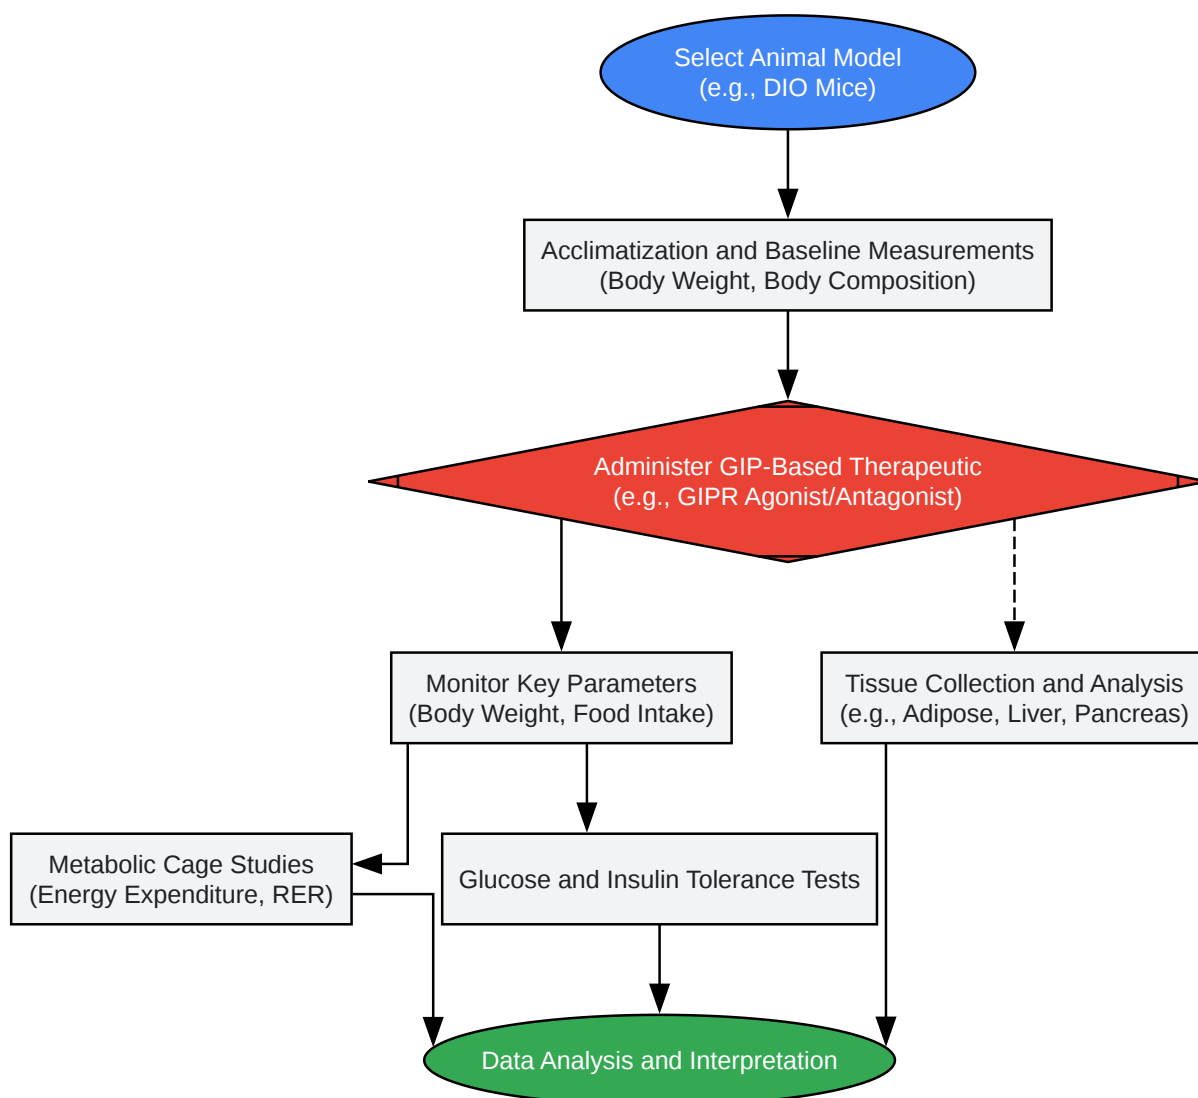 Select Animal Model
(e.g., DIO Mice)
Acclimatization and Baseline Measurements
(Body Weight, Body Composition)
Administer GIP-Based Therapeutic
(e.g., GIPR Agonist/Antagonist)
Monitor Key Parameters
(Body Weight, Food Intake)
Tissue Collection and Analysis
(e.g., Adipose, Liver, Pancreas)
Metabolic Cage Studies
(Energy Expenditure, RER)
Glucose and Insulin Tolerance Tests
Data Analysis and Interpretation